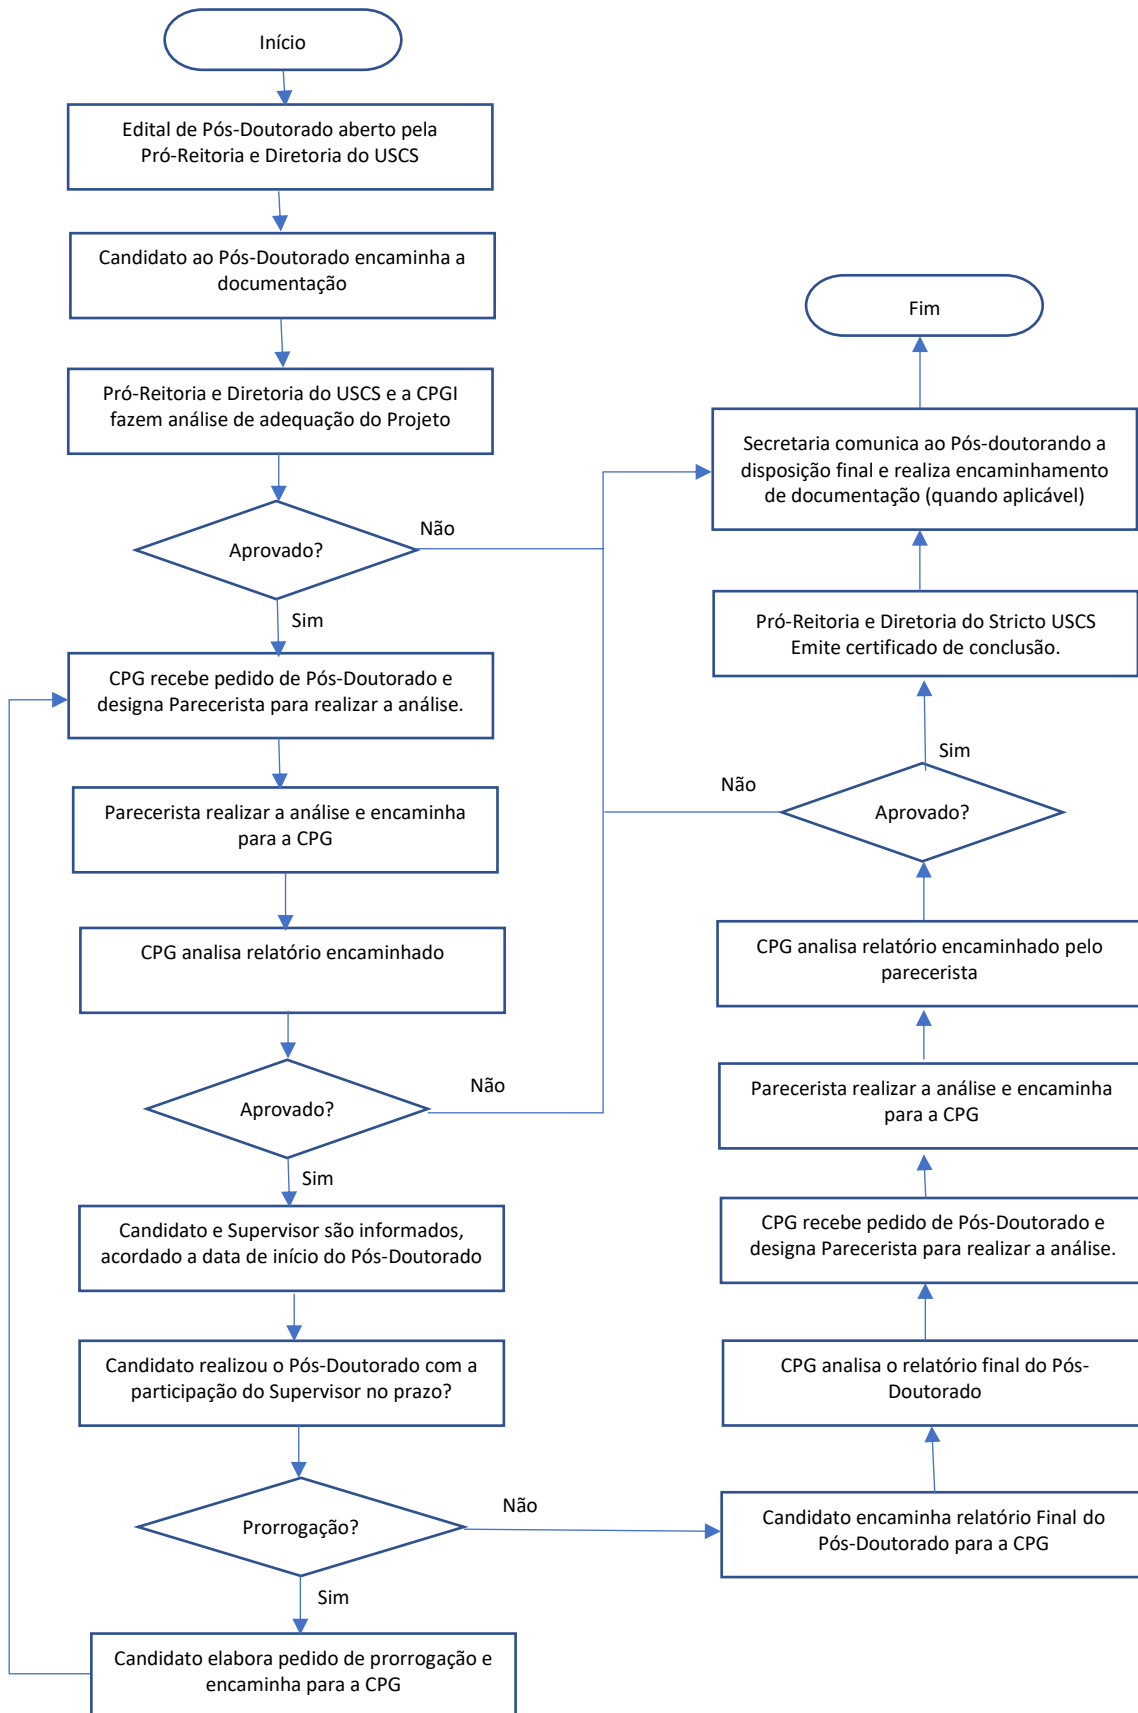 Início
Edital de Pós-Doutorado aberto pela
Pró-Reitoria e Diretoria do USCS
Candidato ao Pós-Doutorado encaminha a
documentação
Pró-Reitoria e Diretoria do USCS e a CPGI
fazem análise de adequação do Projeto
Aprovado?
Não
Sim
CPG recebe pedido de Pós-Doutorado e
designa Parecerista para realizar a análise.
Parecerista realizar a análise e encaminha
para a CPG
CPG analisa relatório encaminhado
Aprovado?
Não
Sim
Candidato e Supervisor são informados,
acordado a data de início do Pós-Doutorado
Candidato realizou o Pós-Doutorado com a
participação do Supervisor no prazo?
Prorrogação?
Não
Sim
Candidato elabora pedido de prorrogação e
encaminha para a CPG
Candidato encaminha relatório Final do
Pós-Doutorado para a CPG
CPG analisa o relatório final do Pós-
Doutorado
CPG recebe pedido de Pós-Doutorado e
designa Parecerista para realizar a análise.
Parecerista realizar a análise e encaminha
para a CPG
CPG analisa relatório encaminhado pelo
parecerista
Aprovado?
Não
Sim
Pró-Reitoria e Diretoria do Stricto USCS
Emite certificado de conclusão.
Secretaria comunica ao Pós-doutorando a
disposição final e realiza encaminhamento
de documentação (quando aplicável)
Fim